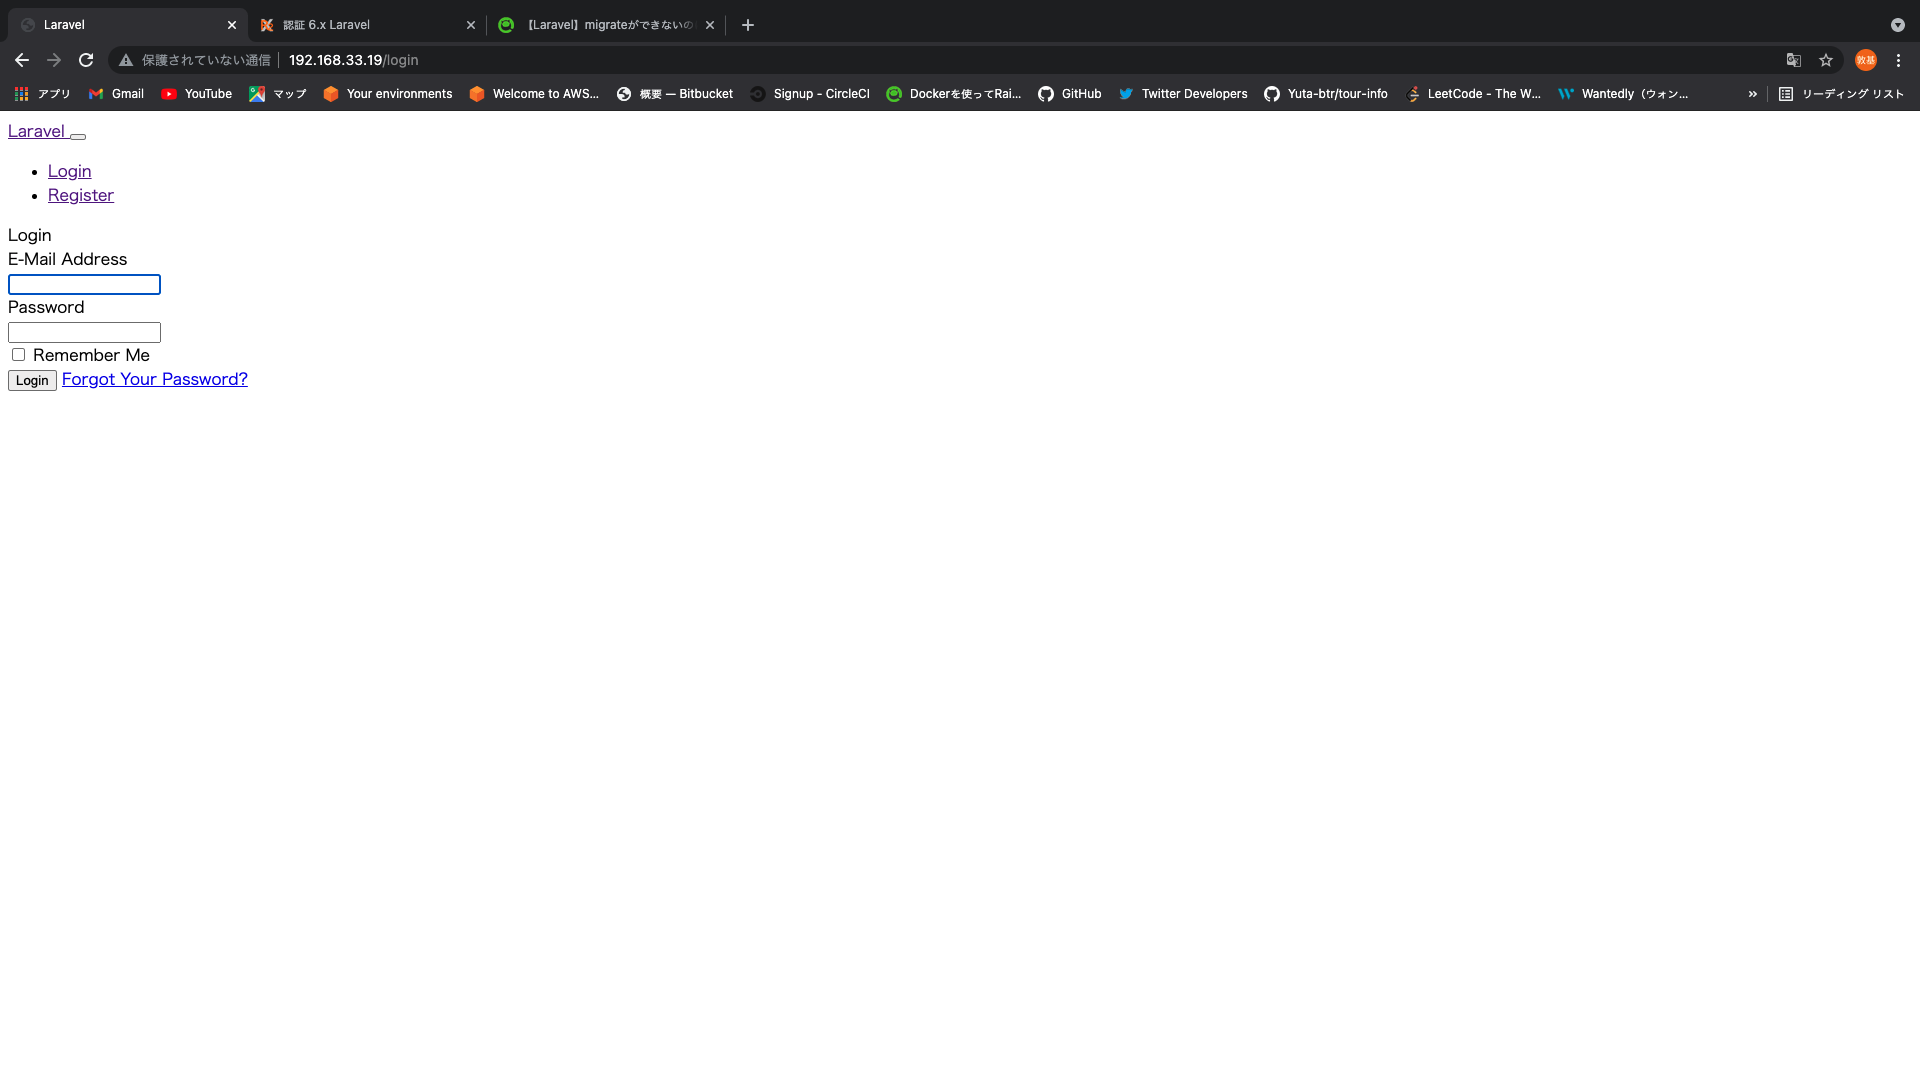 Laravel
認証 6.x Laravel
【Laravel】migrateができないの
保護されていない通信 192.168.33.19/login
敦基
アプリ Gmail YouTube マップ Your environments Welcome to AWS... 概要 — Bitbucket Signup - CircleCI Dockerを使ってRai... GitHub Twitter Developers Yuta-btr/tour-info LeetCode - The W... Wantedly（ウォン... » リーディング リスト
Laravel
Login
Register
Login
E-Mail Address
Password
Remember Me
Login Forgot Your Password?